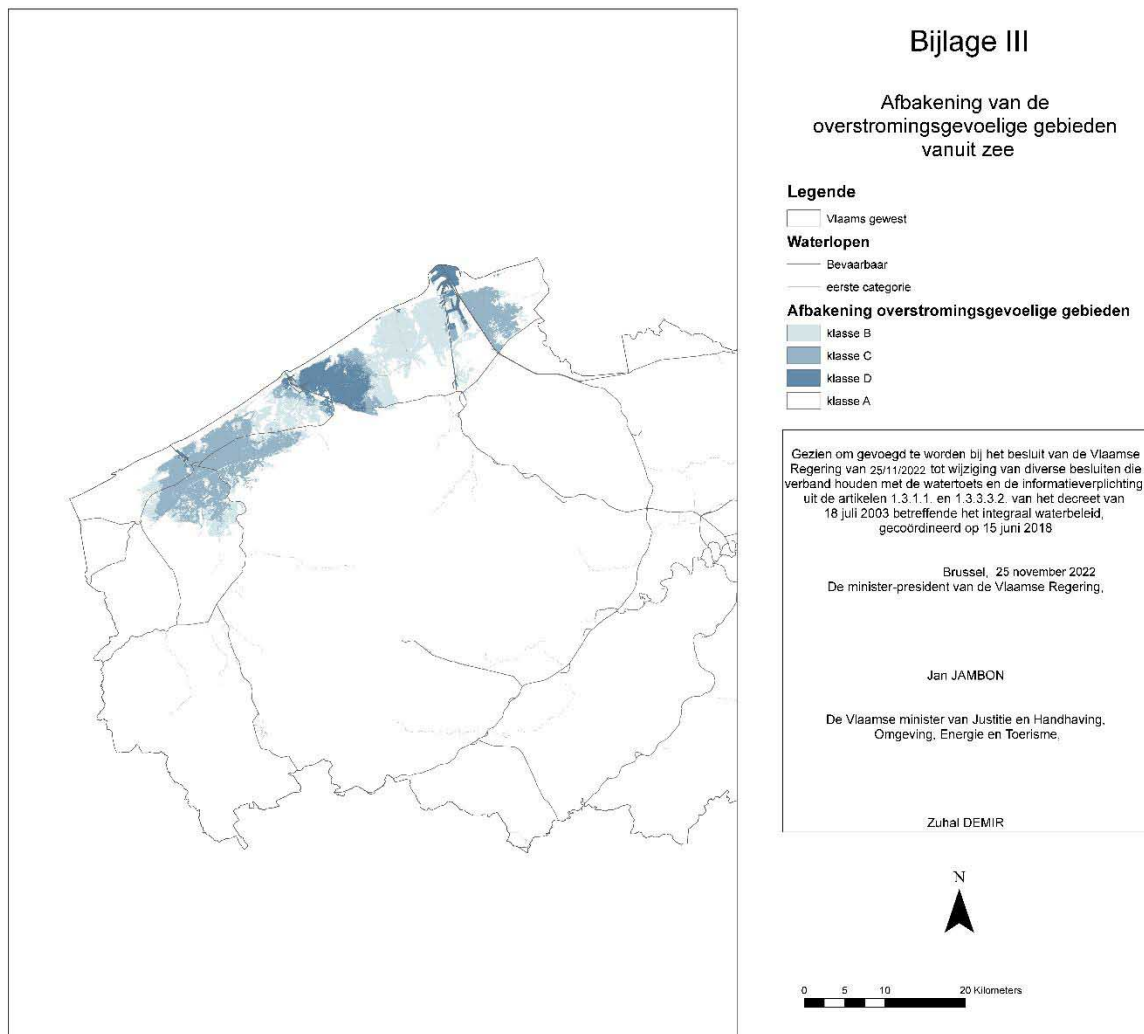 Bijlage III
Afbakening van de
overstromingsgevoelige gebieden
vanuit zee
Legende
Vlaams gewest
Waterlopen
Bevaarbaar
eerste categorie
Afbakening overstromingsgevoelige gebieden
klasse B
klasse C
klasse D
klasse A
Gezien om gevoegd te worden bij het besluit van de Vlaamse
Regering van 25/11/2022 tot wijziging van diverse besluiten die
verband houden met de watertoets en de informatieverplichting
uit de artikelen 1.3.1.1. en 1.3.3.3.2. van het decreet van
18 juli 2003 betreffende het integraal waterbeleid,
gecoördineerd op 15 juni 2018
Brussel, 25 november 2022
De minister-president van de Vlaamse Regering,
Jan JAMBON
De Vlaamse minister van Justitie en Handhaving,
Omgeving, Energie en Toerisme,
Zuhal DEMIR
N
0 5 10 20 Kilometers